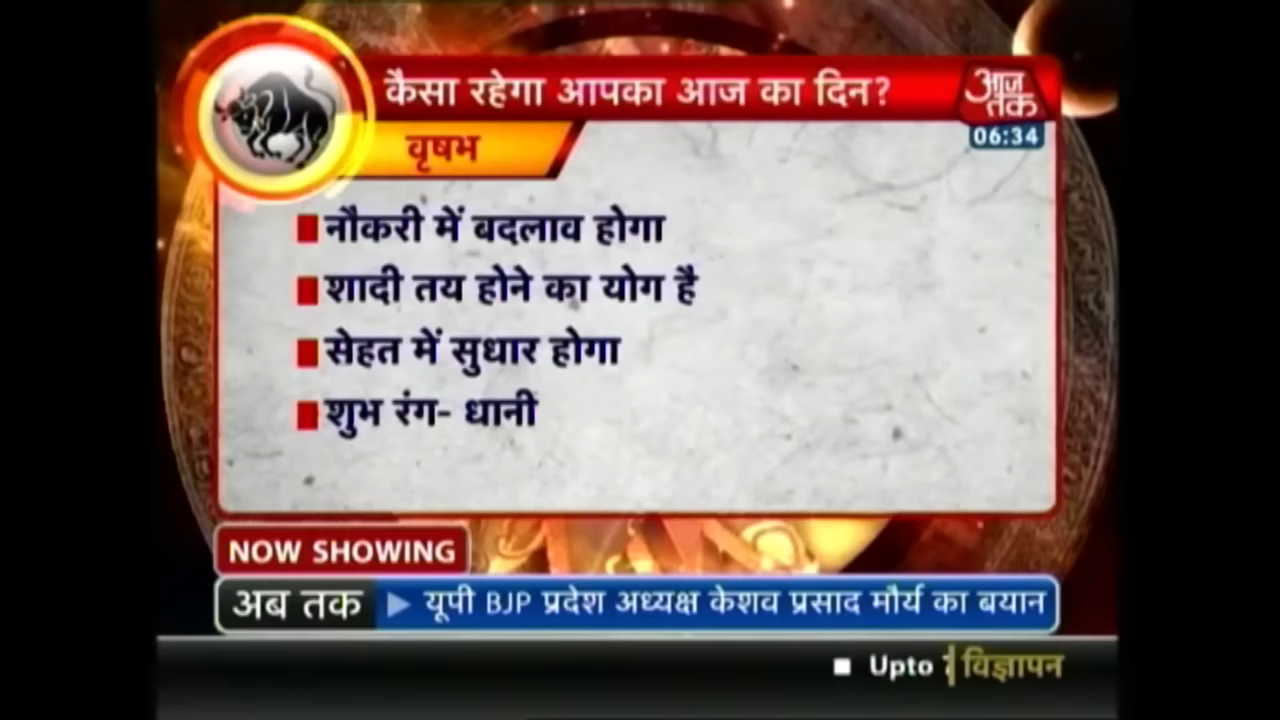 कैसा रहेगा आपका आज का दिन?
आज
तक
06:34
वृषभ
नौकरी में बदलाव होगा
शादी तय होने का योग है
सेहत में सुधार होगा
शुभ रंग- धानी
NOW SHOWING
अब तक
यूपी BJP प्रदेश अध्यक्ष केशव प्रसाद मौर्य का बयान
Upto
विज्ञापन